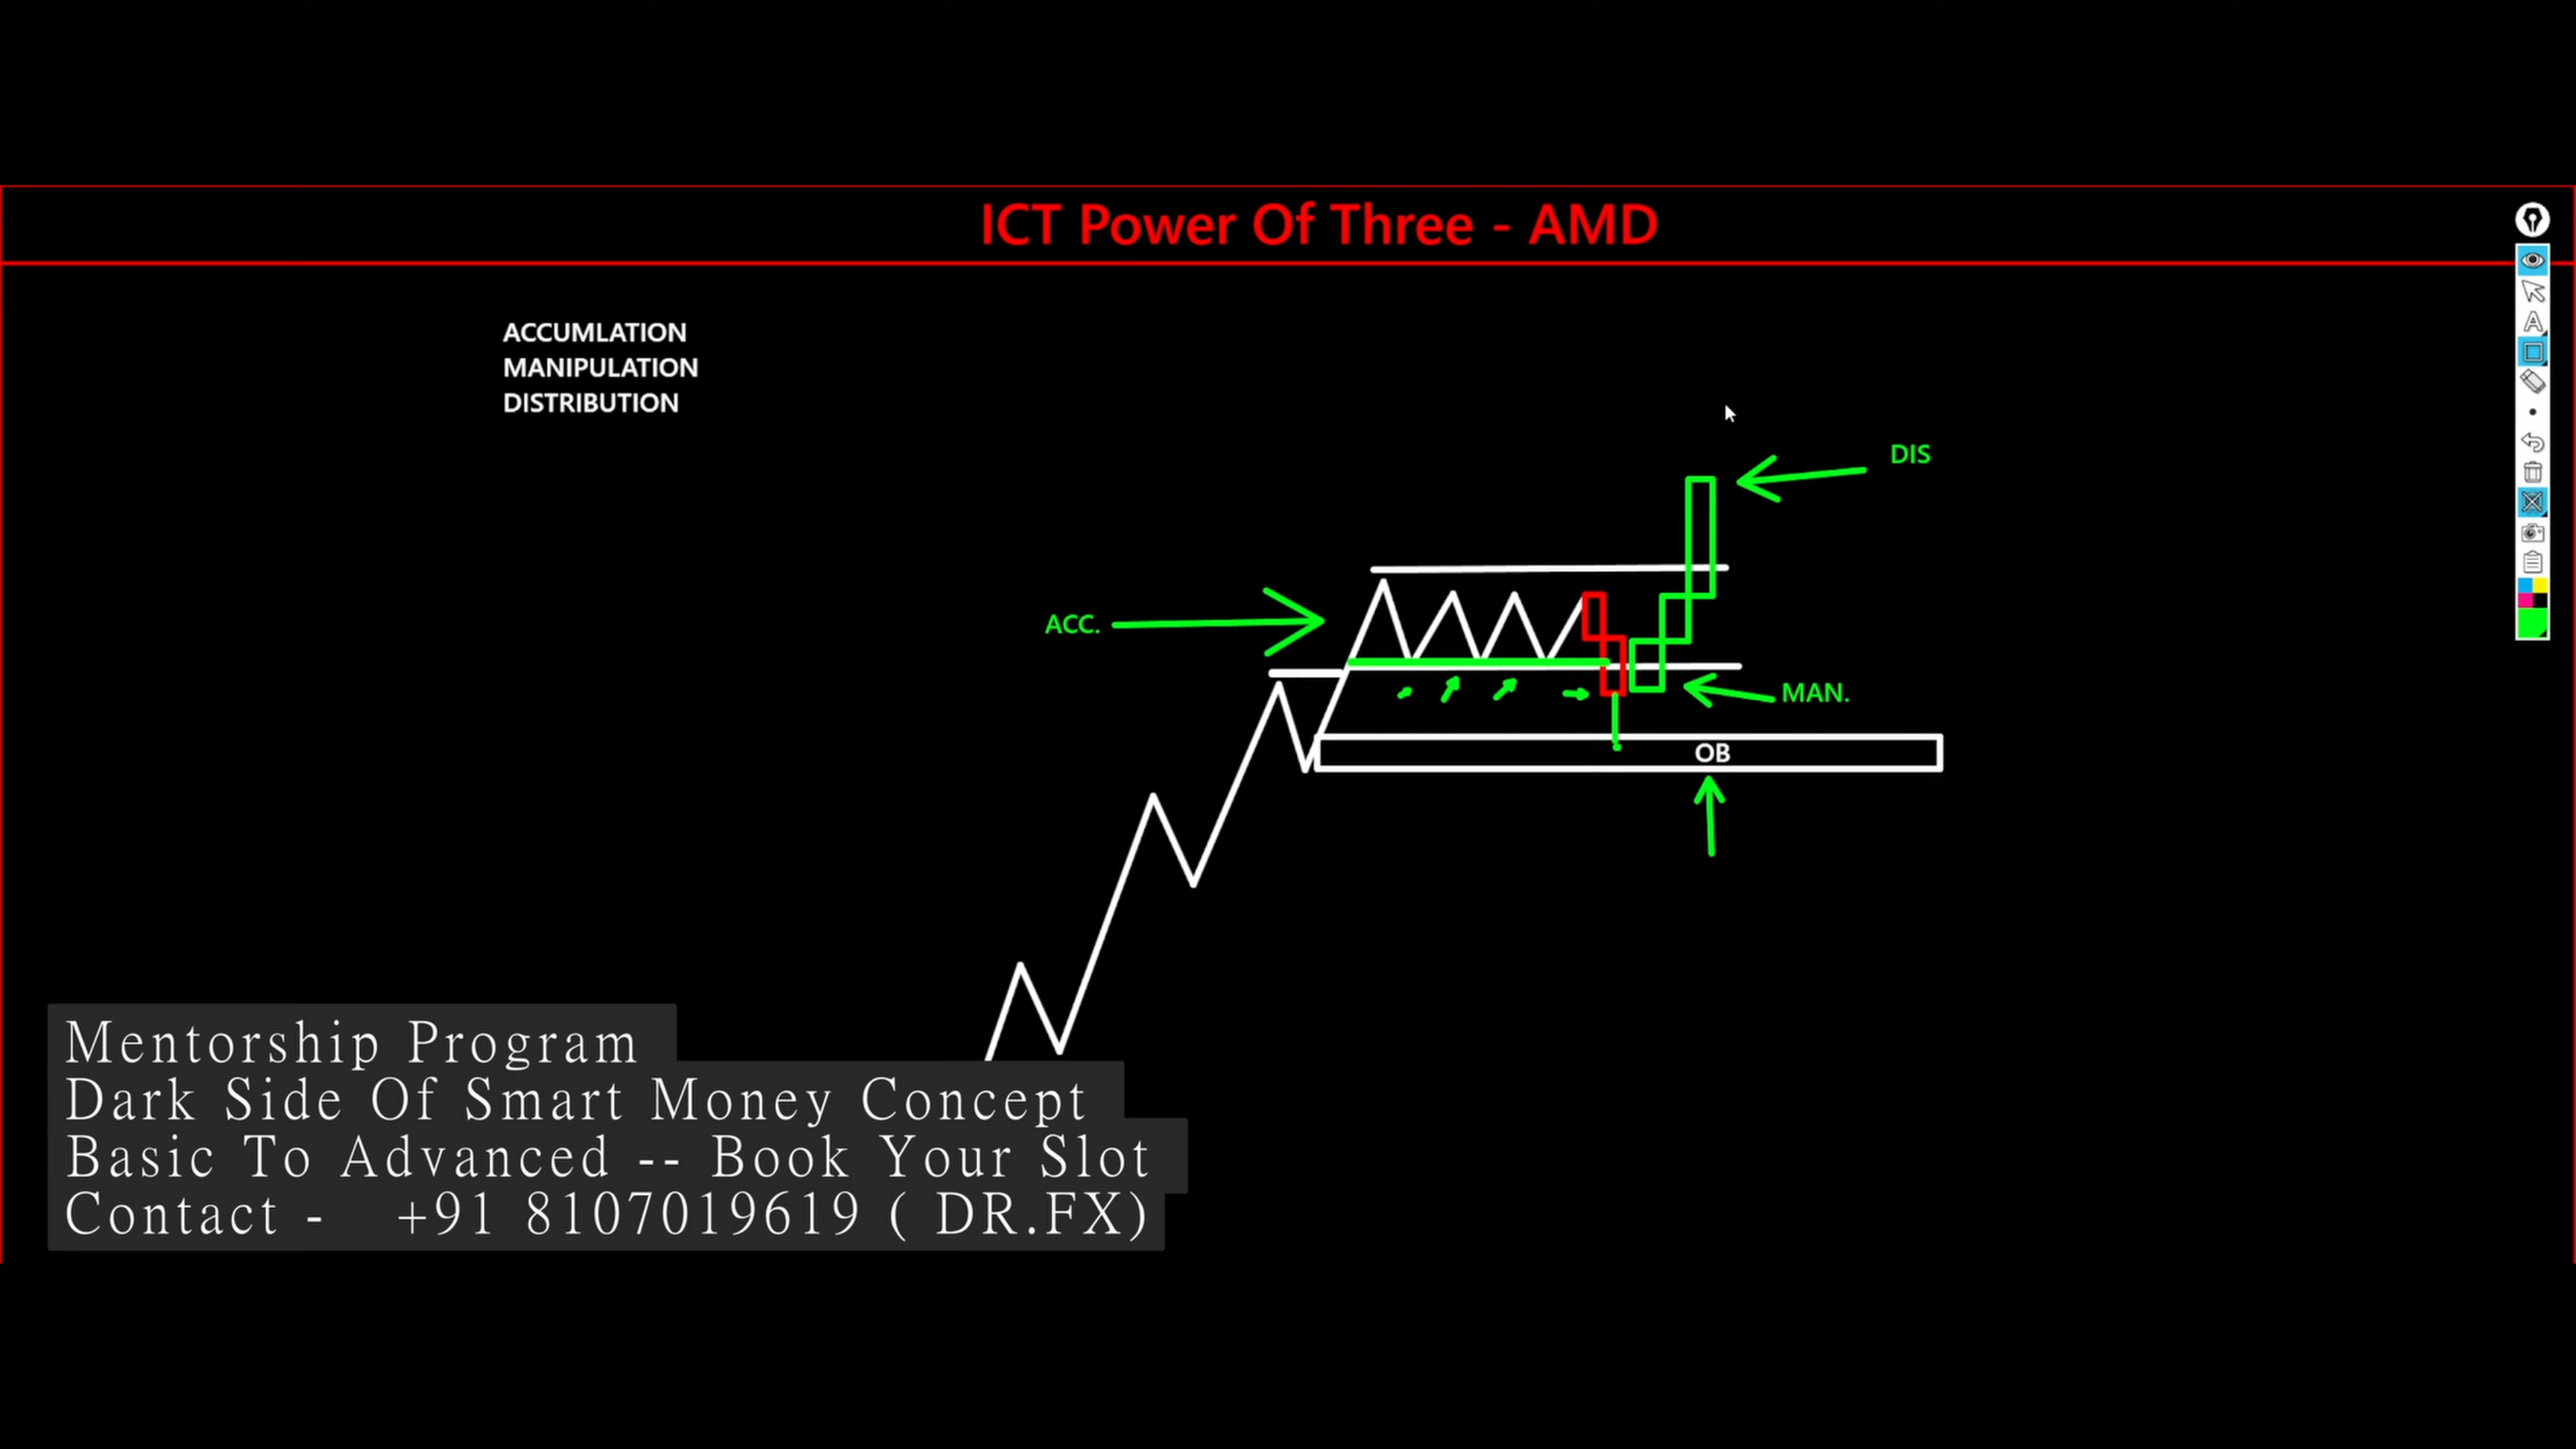 ICT Power Of Three - AMD
ACCUMLATION
MANIPULATION
DISTRIBUTION
DIS
ACC.
MAN.
OB
Mentorship Program
Dark Side Of Smart Money Concept
Basic To Advanced -- Book Your Slot
Contact - +91 8107019619 ( DR.FX)